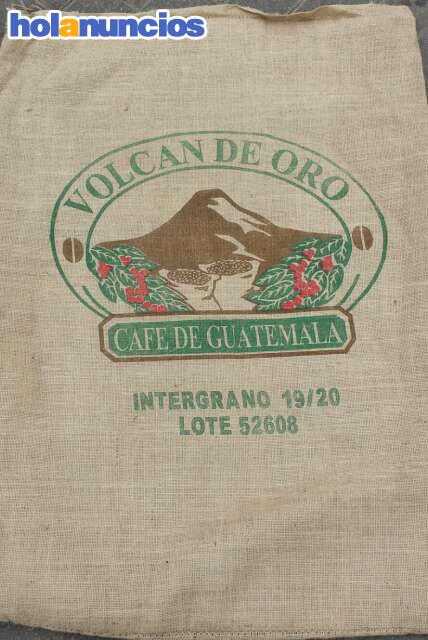 holanuncios
VOLCAN DE ORO
CAFE DE GUATEMALA
INTERGRANO 19/20
LOTE 52608